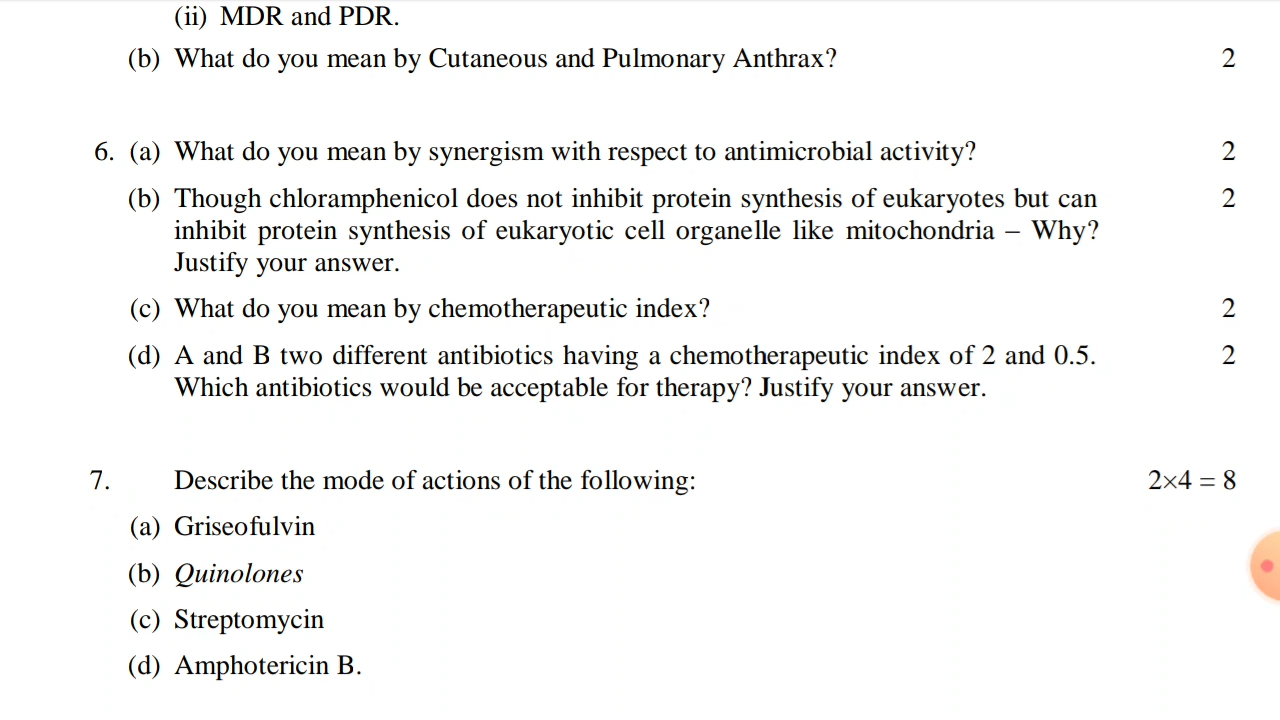 (ii) MDR and PDR.
(b) What do you mean by Cutaneous and Pulmonary Anthrax? 2
6. (a) What do you mean by synergism with respect to antimicrobial activity? 2
(b) Though chloramphenicol does not inhibit protein synthesis of eukaryotes but can 2
inhibit protein synthesis of eukaryotic cell organelle like mitochondria – Why?
Justify your answer.
(c) What do you mean by chemotherapeutic index? 2
(d) A and B two different antibiotics having a chemotherapeutic index of 2 and 0.5. 2
Which antibiotics would be acceptable for therapy? Justify your answer.
7. Describe the mode of actions of the following: 2×4 = 8
(a) Griseofulvin
(b) Quinolones
(c) Streptomycin
(d) Amphotericin B.